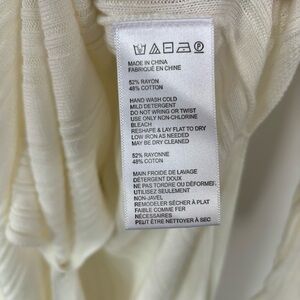 MADE IN CHINA
FABRIQUÉ EN CHINE
52% RAYON
48% COTTON
HAND WASH COLD
MILD DETERGENT
DO NOT WRING OR TWIST
USE ONLY NON-CHLORINE
BLEACH
RESHAPE & LAY FLAT TO DRY
LOW IRON AS NEEDED
MAY BE DRY CLEANED
52% RAYONNE
48% COTON
MAIN FROIDE DE LAVAGE
DÉTERGENT DOUX
NE PAS TORDRE OU DÉFORMER.
UTILISEZ SEULEMENT
NON-JAVEL
REMODELER SÉCHER À PLAT
FAIBLE COMME FER
NÉCESSAIRES
PEUT ÊTRE NETTOYER À SEC